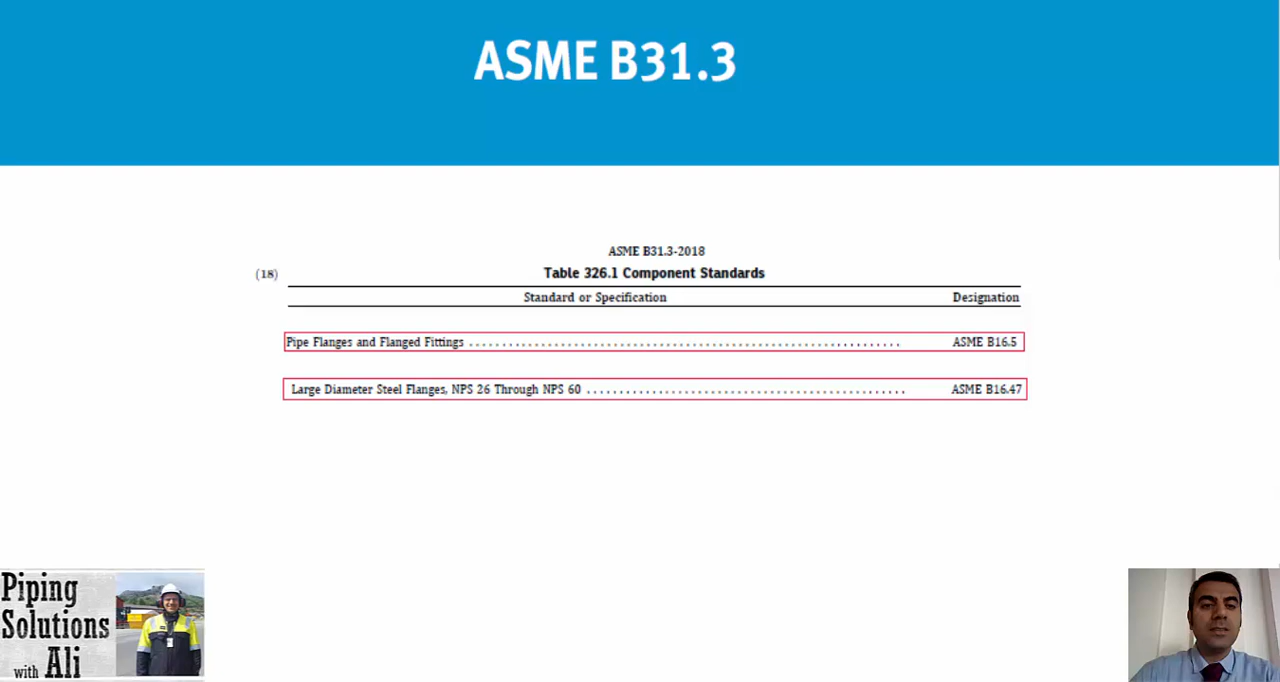 ASME B31.3
ASME B31.3-2018
(18)
Table 326.1 Component Standards
Standard or Specification Designation
Pipe Flanges and Flanged Fittings ........................................................................ ASME B16.5
Large Diameter Steel Flanges, NPS 26 Through NPS 60 ...................................................... ASME B16.47
Piping
Solutions
with Ali